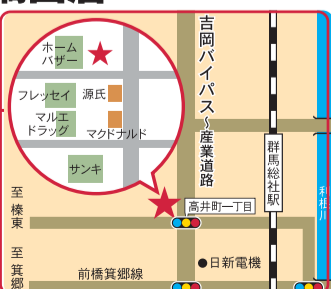 ホーム
バザー
フレッセイ
源氏
マルエ
ドラッグ
マクドナルド
サンキ
吉岡バイパス～産業道路
群馬総社駅
利根川
高井町一丁目
至榛東
至箕郷
前橋箕郷線
●日新電機